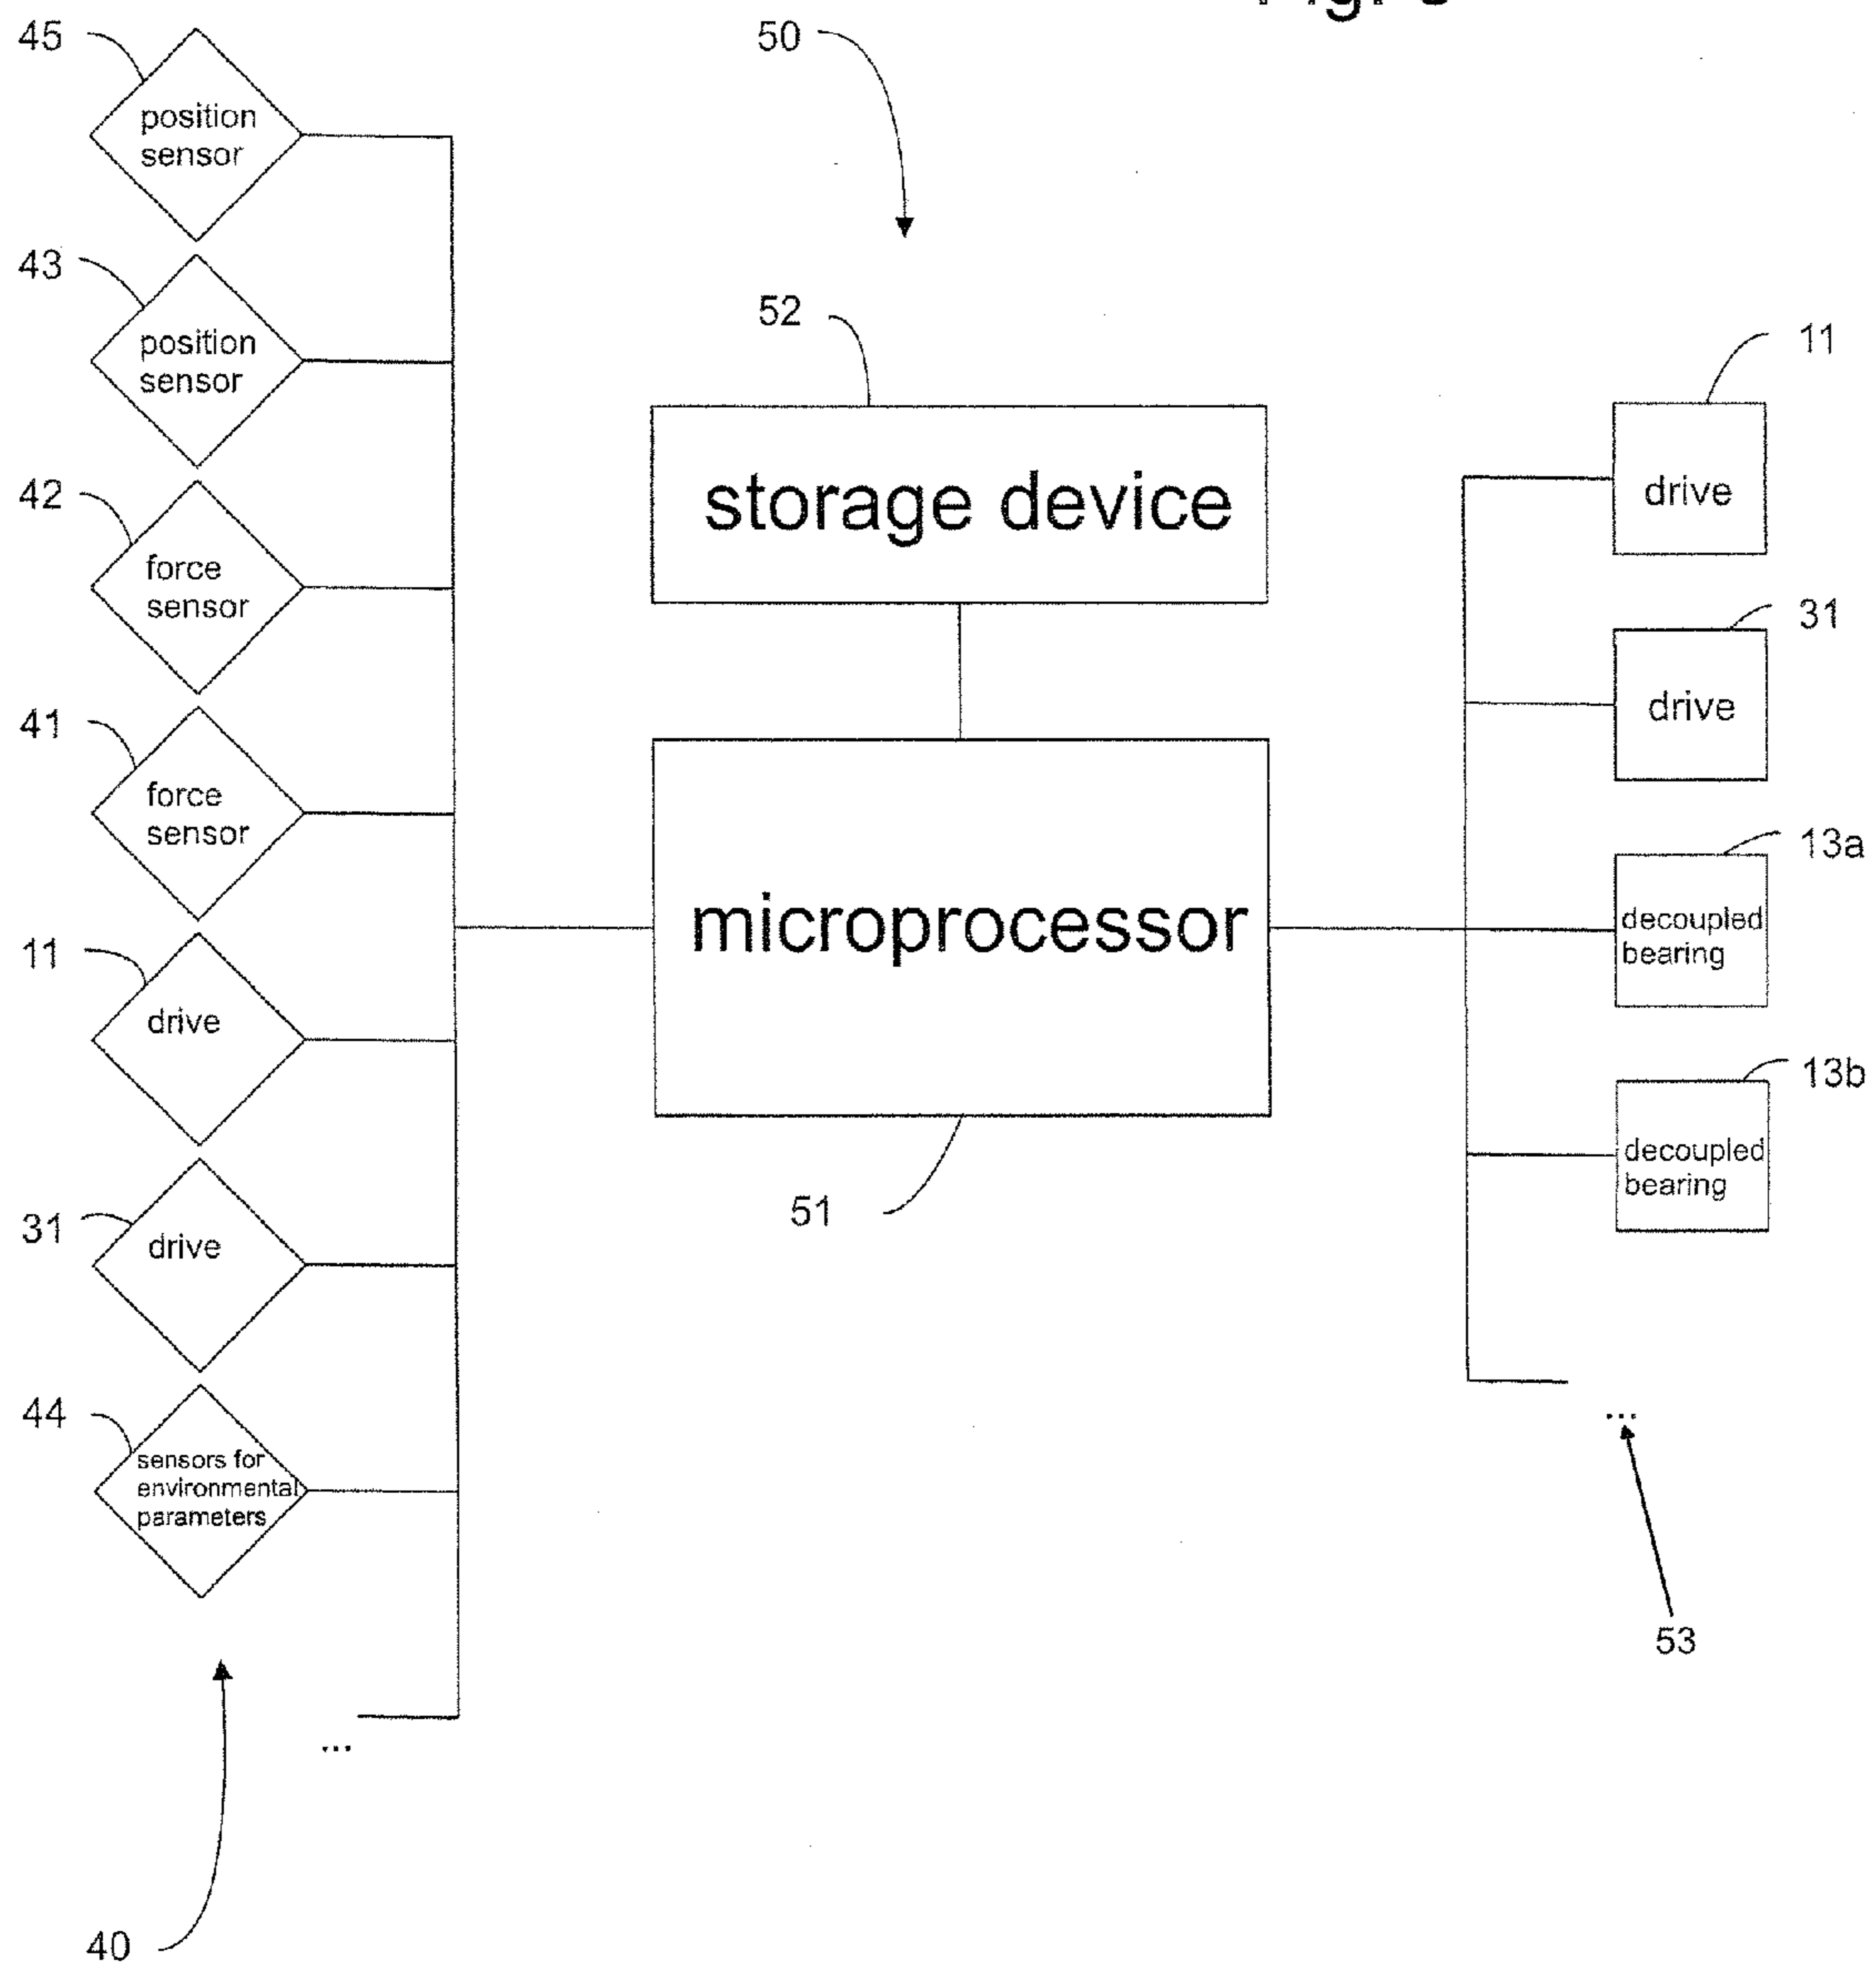 45
position
sensor
43
position
sensor
42
force
sensor
41
force
sensor
11
drive
31
drive
44
sensors for
environmental
parameters
...
40
50
52
storage device
microprocessor
51
11
drive
31
drive
13a
decoupled
bearing
13b
decoupled
bearing
...
53